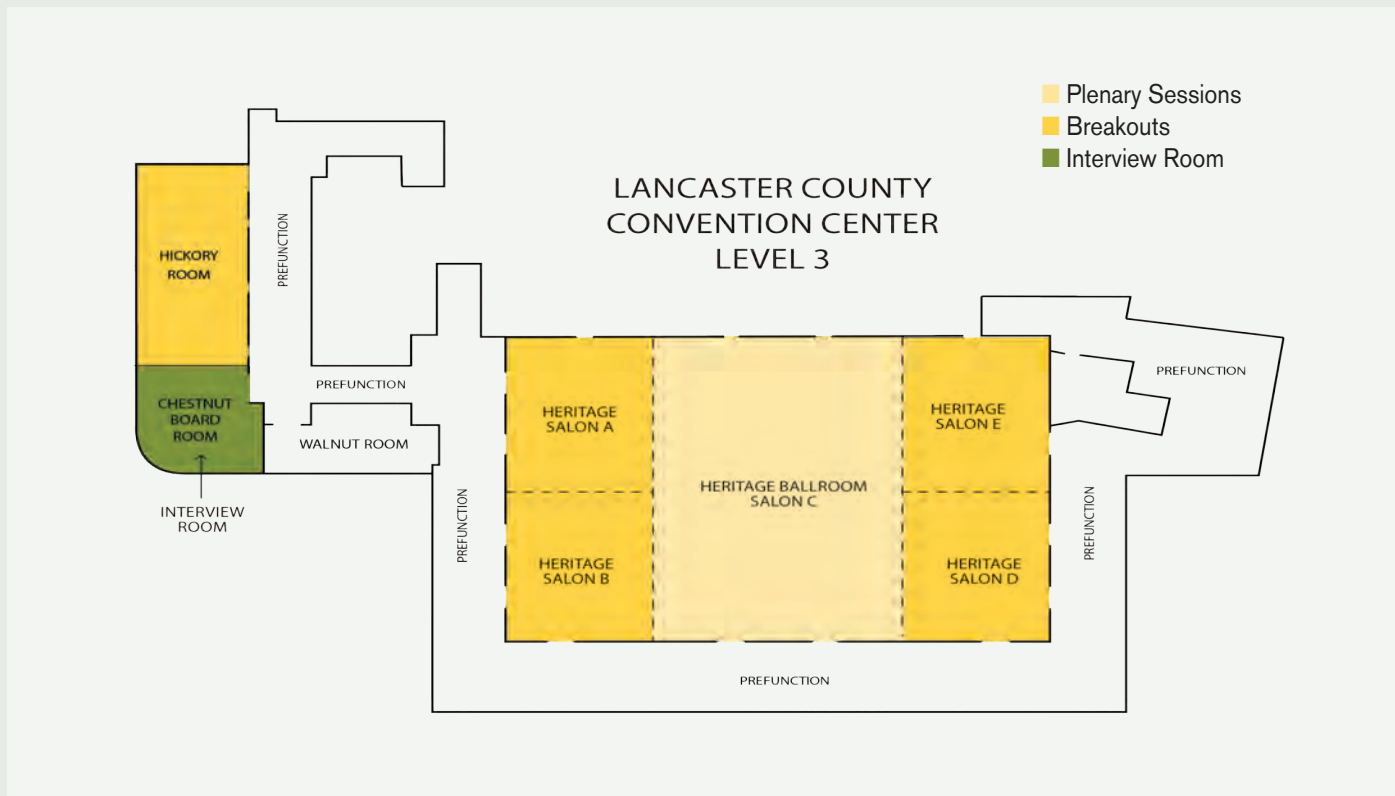 Plenary Sessions
Breakouts
Interview Room
LANCASTER COUNTY
CONVENTION CENTER
LEVEL 3
HICKORY
ROOM
PREFUNCTION
CHESTNUT
BOARD
ROOM
INTERVIEW
ROOM
PREFUNCTION
WALNUT ROOM
PREFUNCTION
HERITAGE
SALON A
HERITAGE
SALON B
HERITAGE BALLROOM
SALON C
HERITAGE
SALON E
HERITAGE
SALON D
PREFUNCTION
PREFUNCTION
PREFUNCTION